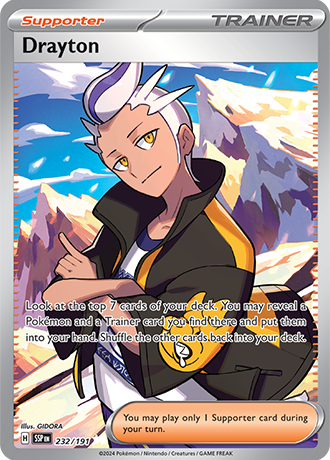 Supporter
TRAINER
Drayton
Look at the top 7 cards of your deck. You may reveal a
Pokémon and a Trainer card you find there and put them
into your hand. Shuffle the other cards back into your deck.
Illus. GIDORA
H SSP EN 232/191
You may play only 1 Supporter card during
your turn.
©2024 Pokémon / Nintendo / Creatures / GAME FREAK